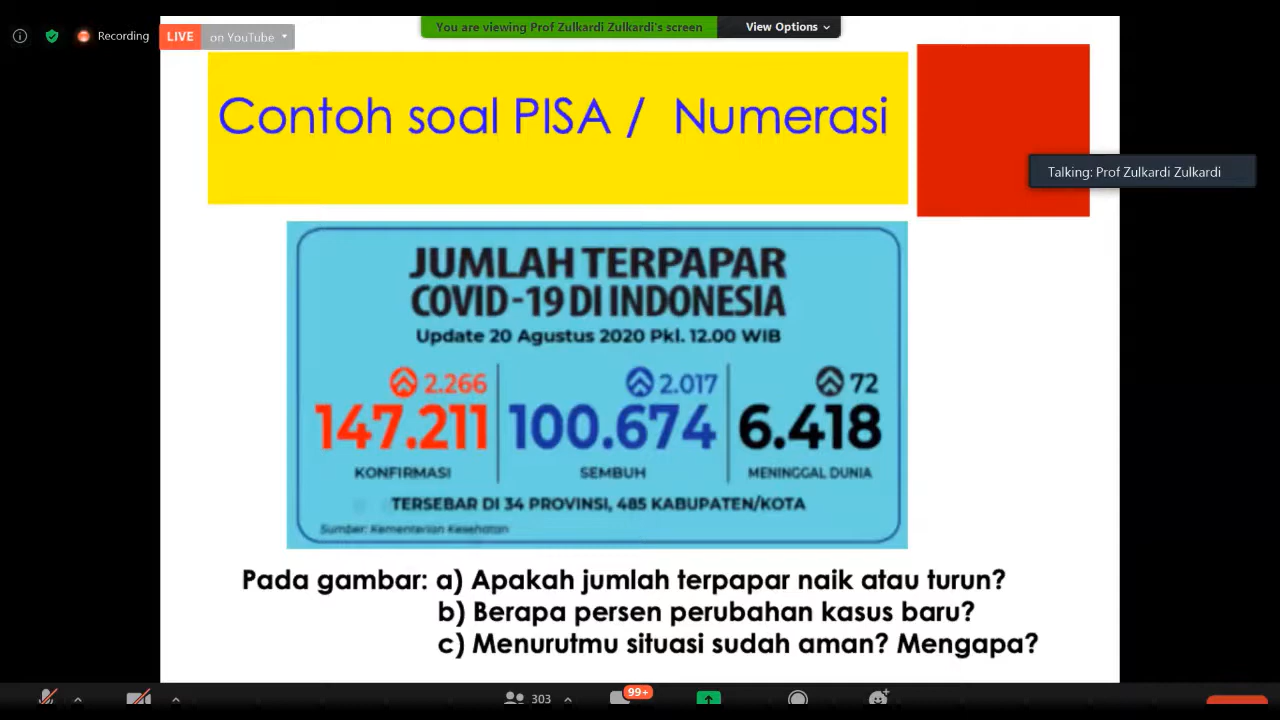 Recording
LIVE
on YouTube
You are viewing Prof Zulkardi Zulkardi's screen
View Options
Contoh soal PISA / Numerasi
Talking: Prof Zulkardi Zulkardi
JUMLAH TERPAPAR
COVID-19 DI INDONESIA
Update 20 Agustus 2020 Pkl. 12.00 WIB
2.266
147.211
KONFIRMASI
2.017
100.674
SEMBUH
72
6.418
MENINGGAL DUNIA
TERSEBAR DI 34 PROVINSI, 485 KABUPATEN/KOTA
Sumber: Kementerian Kesehatan
Pada gambar: a) Apakah jumlah terpapar naik atau turun?
b) Berapa persen perubahan kasus baru?
c) Menurutmu situasi sudah aman? Mengapa?
303
99+